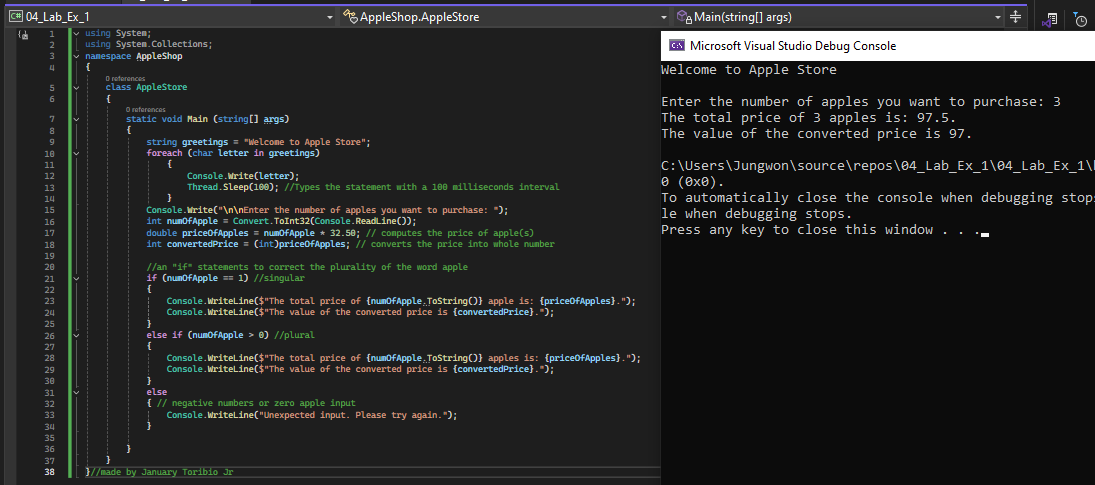 C# 04_Lab_Ex_1
AppleShop.AppleStore
Main(string[] args)
1 using System;
2 using System.Collections;
3 namespace AppleShop
4 {
0 references
5 class AppleStore
6 {
0 references
7 static void Main (string[] args)
8 {
9 string greetings = "Welcome to Apple Store";
10 foreach (char letter in greetings)
11 {
12 Console.Write(letter);
13 Thread.Sleep(100); //Types the statement with a 100 milliseconds interval
14 }
15 Console.Write("\n\nEnter the number of apples you want to purchase: ");
16 int numOfApple = Convert.ToInt32(Console.ReadLine());
17 double priceOfApples = numOfApple * 32.50; // computes the price of apple(s)
18 int convertedPrice = (int)priceOfApples; // converts the price into whole number
19
20 //an "if" statements to correct the plurality of the word apple
21 if (numOfApple == 1) //singular
22 {
23 Console.WriteLine($"The total price of {numOfApple.ToString()} apple is: {priceOfApples}.");
24 Console.WriteLine($"The value of the converted price is {convertedPrice}.");
25 }
26 else if (numOfApple > 0) //plural
27 {
28 Console.WriteLine($"The total price of {numOfApple.ToString()} apples is: {priceOfApples}.");
29 Console.WriteLine($"The value of the converted price is {convertedPrice}.");
30 }
31 else
32 { // negative numbers or zero apple input
33 Console.WriteLine("Unexpected input. Please try again.");
34 }
35
36 }
37 }
38 }//made by January Toribio Jr
Microsoft Visual Studio Debug Console
Welcome to Apple Store
Enter the number of apples you want to purchase: 3
The total price of 3 apples is: 97.5.
The value of the converted price is 97.
C:\Users\Jungwon\source\repos\04_Lab_Ex_1\04_Lab_Ex_1\
0 (0x0).
To automatically close the console when debugging stops
le when debugging stops.
Press any key to close this window . . .